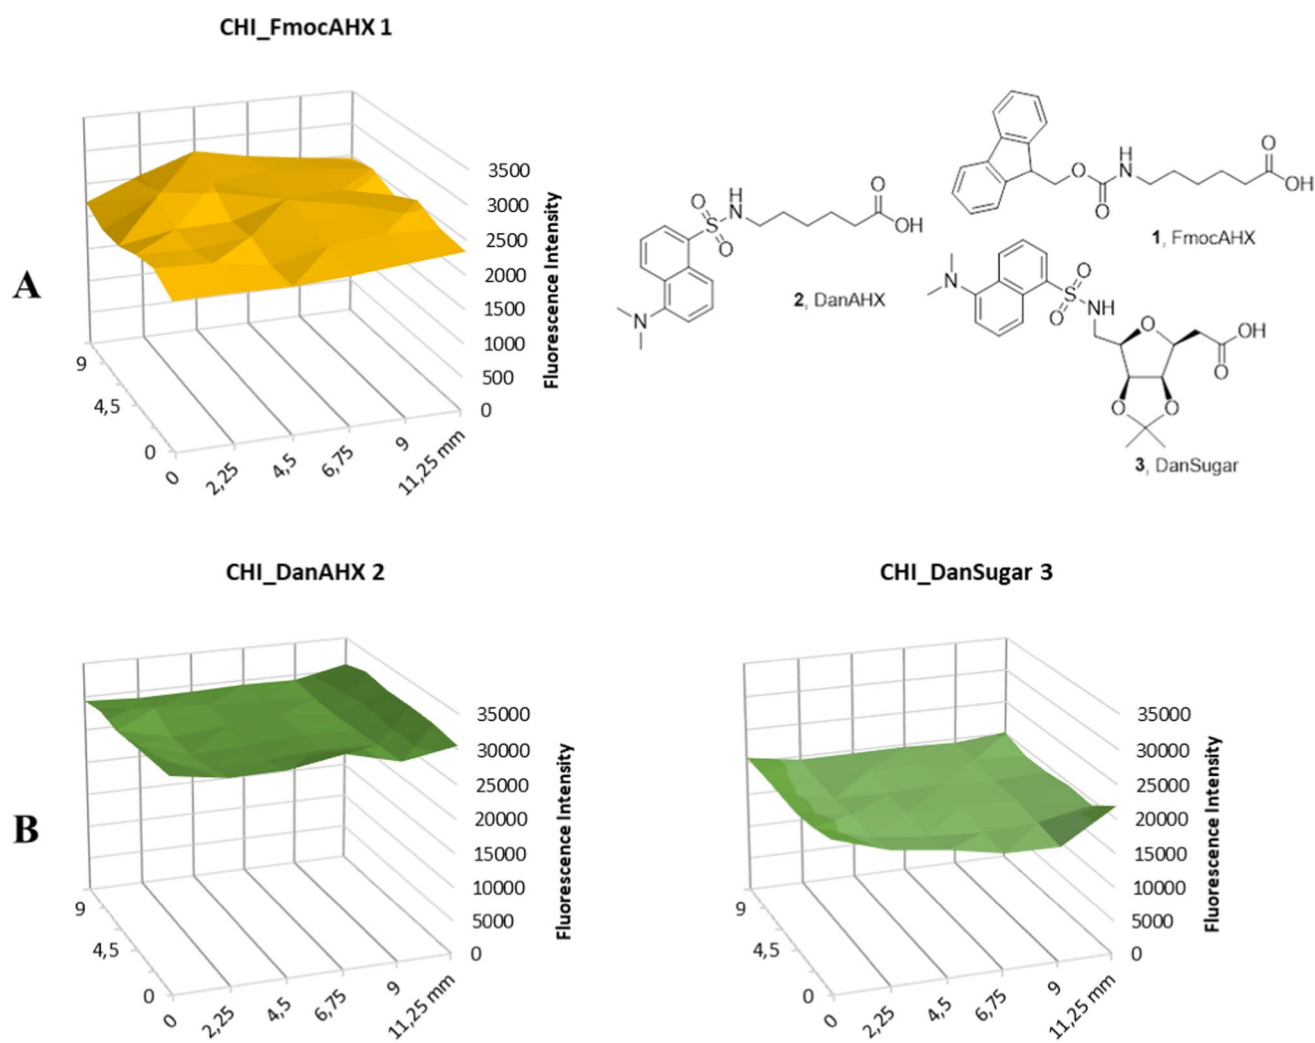 CHI_FmocAHX 1
A
3500
3000
2500
2000
1500
1000
500
0
Fluorescence Intensity
9
4,5
0
0
2,25
4,5
6,75
9
11,25 mm
O
S
O
H
N
O
OH
N
2, DanAHX
O
O
H
N
O
OH
1, FmocAHX
N
O
S
O
NH
O
OH
O
O
O
3, DanSugar
CHI_DanAHX 2
B
35000
30000
25000
20000
15000
10000
5000
0
Fluorescence Intensity
9
4,5
0
0
2,25
4,5
6,75
9
11,25 mm
CHI_DanSugar 3
35000
30000
25000
20000
15000
10000
5000
0
Fluorescence Intensity
9
4,5
0
0
2,25
4,5
6,75
9
11,25 mm